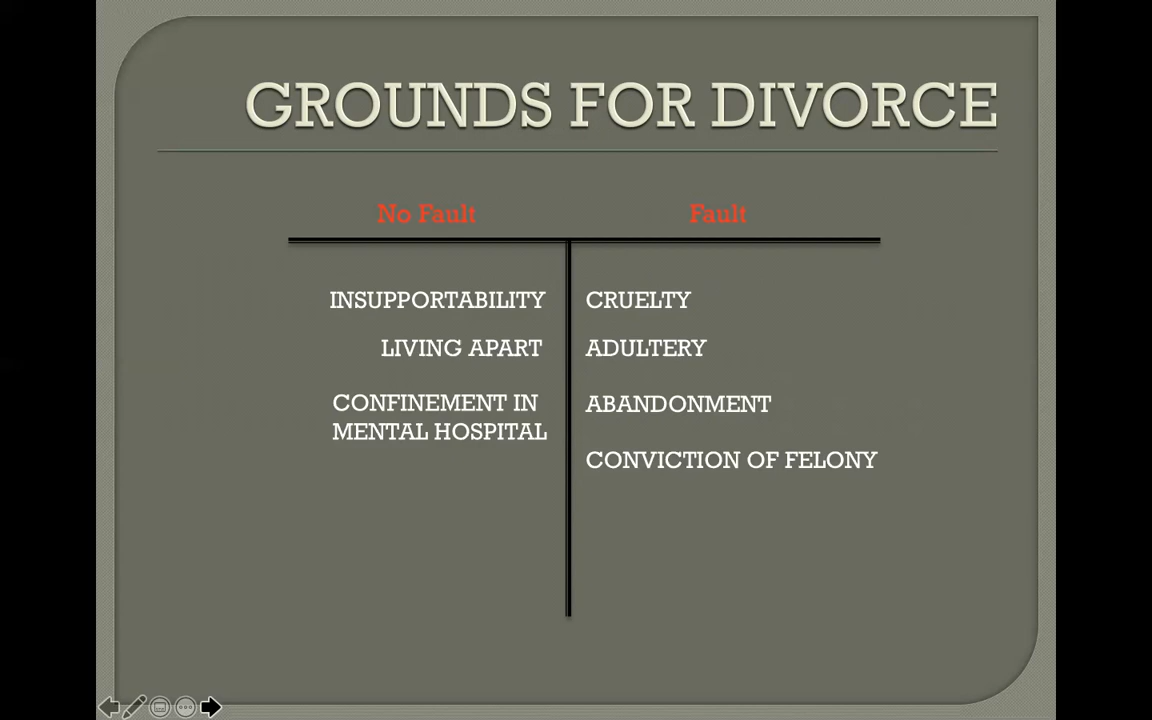 GROUNDS FOR DIVORCE
No Fault
Fault
INSUPPORTABILITY
CRUELTY
LIVING APART
ADULTERY
CONFINEMENT IN
MENTAL HOSPITAL
ABANDONMENT
CONVICTION OF FELONY